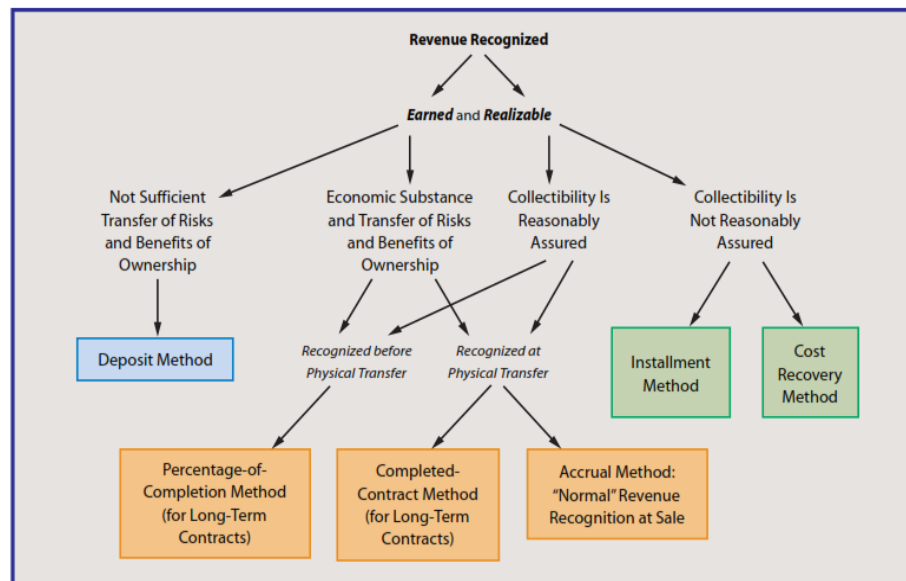 Revenue Recognized
Earned and Realizable
Not Sufficient
Transfer of Risks
and Benefits of
Ownership
Economic Substance
and Transfer of Risks
and Benefits of
Ownership
Collectibility Is
Reasonably
Assured
Collectibility Is
Not Reasonably
Assured
Deposit Method
Recognized before
Physical Transfer
Recognized at
Physical Transfer
Installment
Method
Cost
Recovery
Method
Percentage-of-
Completion Method
(for Long-Term
Contracts)
Completed-
Contract Method
(for Long-Term
Contracts)
Accrual Method:
“Normal” Revenue
Recognition at Sale